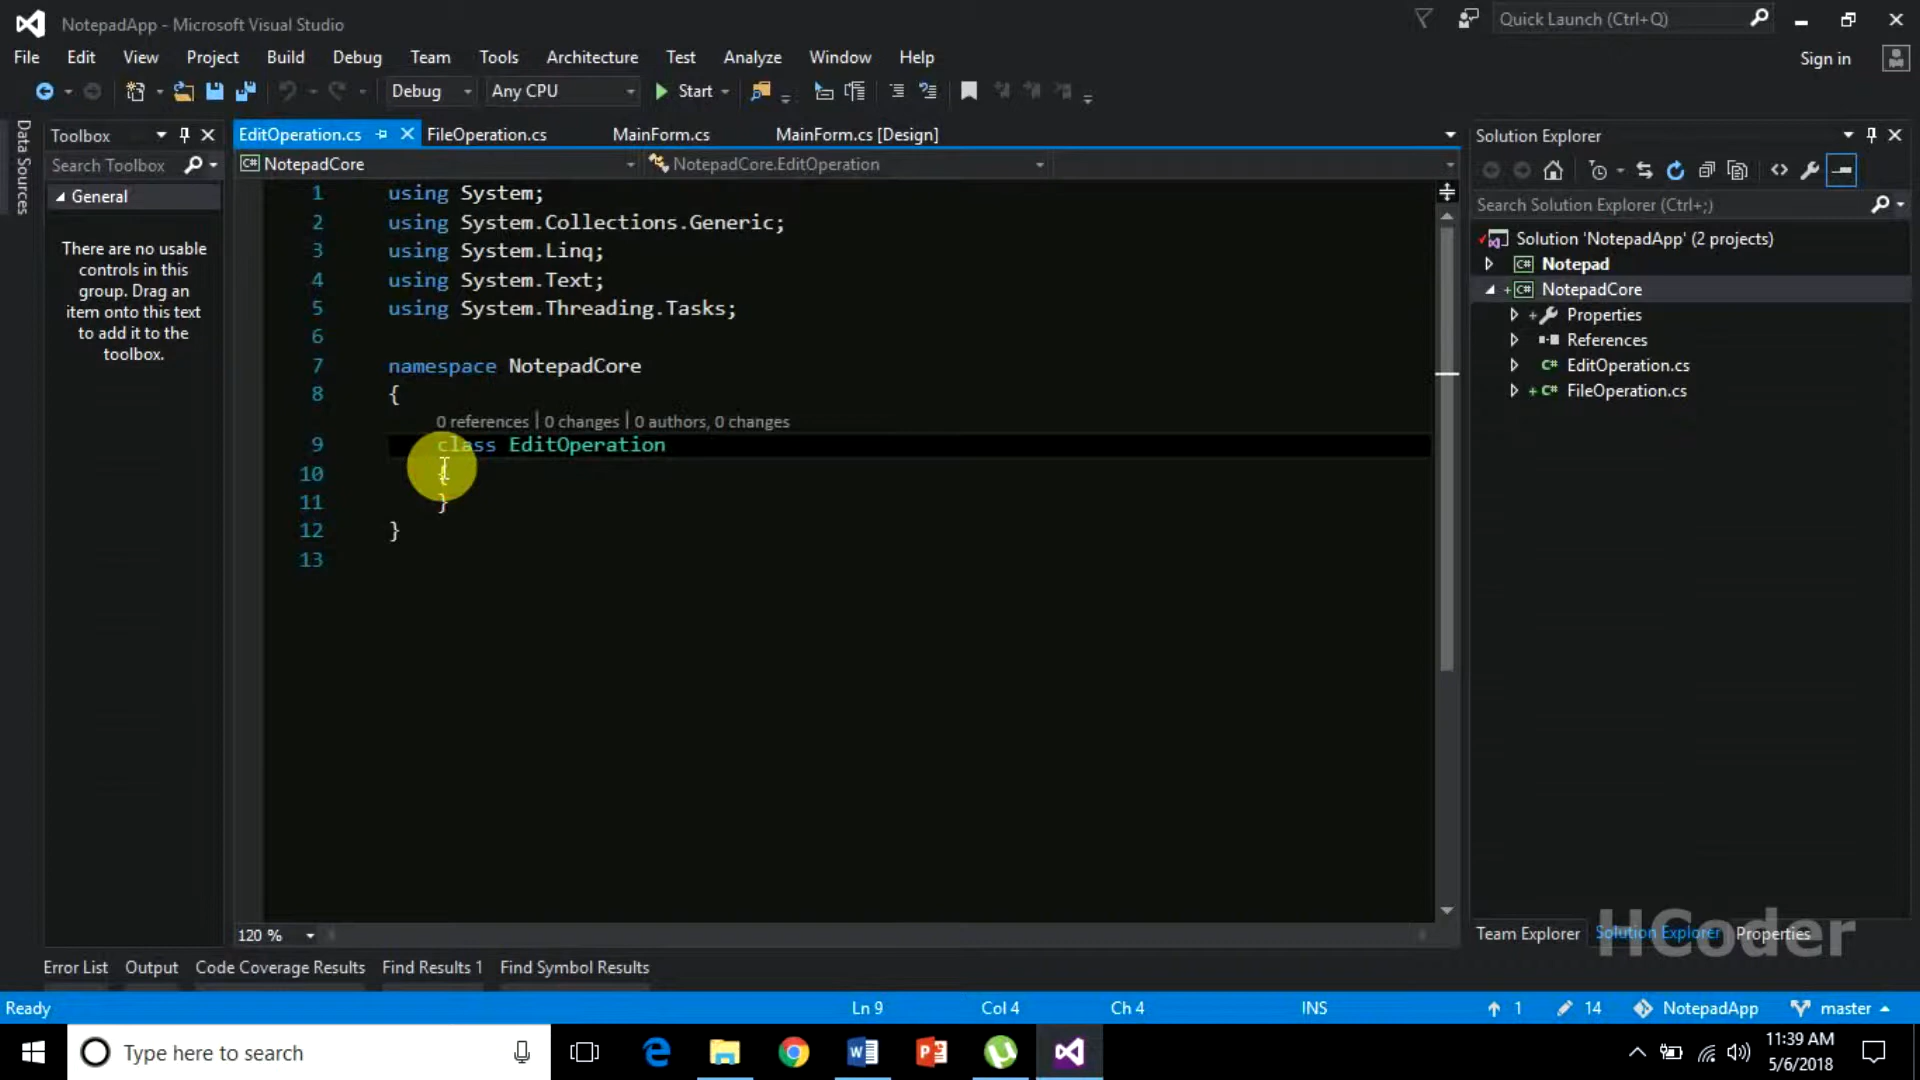 NotepadApp - Microsoft Visual Studio
Quick Launch (Ctrl+Q)
File Edit View Project Build Debug Team Tools Architecture Test Analyze Window Help
Sign in
Debug Any CPU Start
Data Sources
Toolbox
Search Toolbox
General
There are no usable
controls in this
group. Drag an
item onto this text
to add it to the
toolbox.
EditOperation.cs FileOperation.cs MainForm.cs MainForm.cs [Design]
C# NotepadCore NotepadCore.EditOperation
1 using System;
2 using System.Collections.Generic;
3 using System.Linq;
4 using System.Text;
5 using System.Threading.Tasks;
6
7 namespace NotepadCore
8 {
0 references | 0 changes | 0 authors, 0 changes
9 class EditOperation
10 {
11 }
12 }
13
120 %
Solution Explorer
Search Solution Explorer (Ctrl+;)
Solution 'NotepadApp' (2 projects)
C# Notepad
+ C# NotepadCore
+ Properties
References
C# EditOperation.cs
+ C# FileOperation.cs
Team Explorer Solution Explorer Properties
HCoder
Error List Output Code Coverage Results Find Results 1 Find Symbol Results
Ready Ln 9 Col 4 Ch 4 INS 1 14 NotepadApp master
Type here to search
11:39 AM
5/6/2018